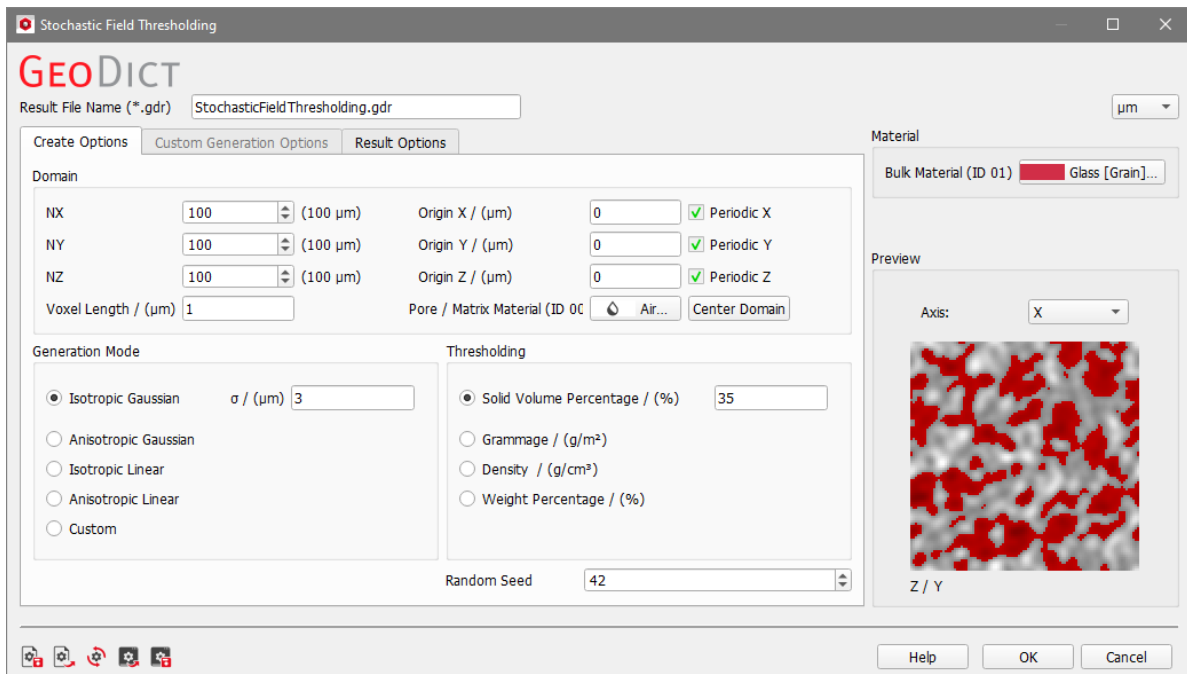 Stochastic Field Thresholding
GEODICT
Result File Name (*.gdr) StochasticFieldThresholding.gdr µm
Create Options Custom Generation Options Result Options
Material
Bulk Material (ID 01) Glass [Grain]...
Domain
NX 100 (100 µm) Origin X / (µm) 0 Periodic X
NY 100 (100 µm) Origin Y / (µm) 0 Periodic Y
NZ 100 (100 µm) Origin Z / (µm) 0 Periodic Z
Voxel Length / (µm) 1 Pore / Matrix Material (ID 00 Air... Center Domain
Preview
Axis: X
Generation Mode
Isotropic Gaussian σ / (µm) 3
Anisotropic Gaussian
Isotropic Linear
Anisotropic Linear
Custom
Thresholding
Solid Volume Percentage / (%) 35
Grammage / (g/m²)
Density / (g/cm³)
Weight Percentage / (%)
Random Seed 42
Z / Y
Help OK Cancel